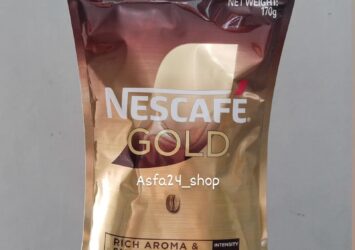 NET WEIGHT:
170g
NESCAFÉ
GOLD
Asfa24_shop
RICH AROMA &
INTENSITY